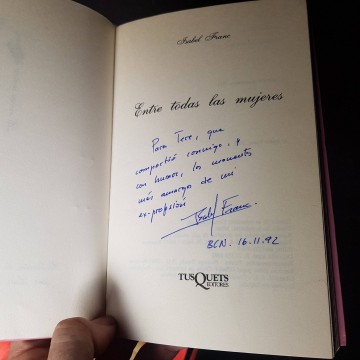 Isabel Franc
Entre todas las mujeres
Para Tere, que
compartió conmigo, y
con humor, los momentos
más amargos de mi
ex-profesión
Isabel Franc.
BCN. 16.11.92
TUSQUETS
EDITORES